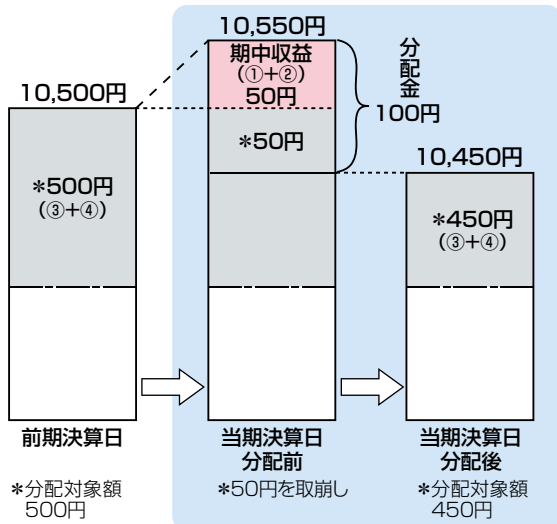 10,550円
期中収益
(①+②)
50円
分配金
100円
10,500円
*50円
10,450円
*500円
(③+④)
*450円
(③+④)
前期決算日
当期決算日
分配前
当期決算日
分配後
*分配対象額
500円
*50円を取崩し
*分配対象額
450円